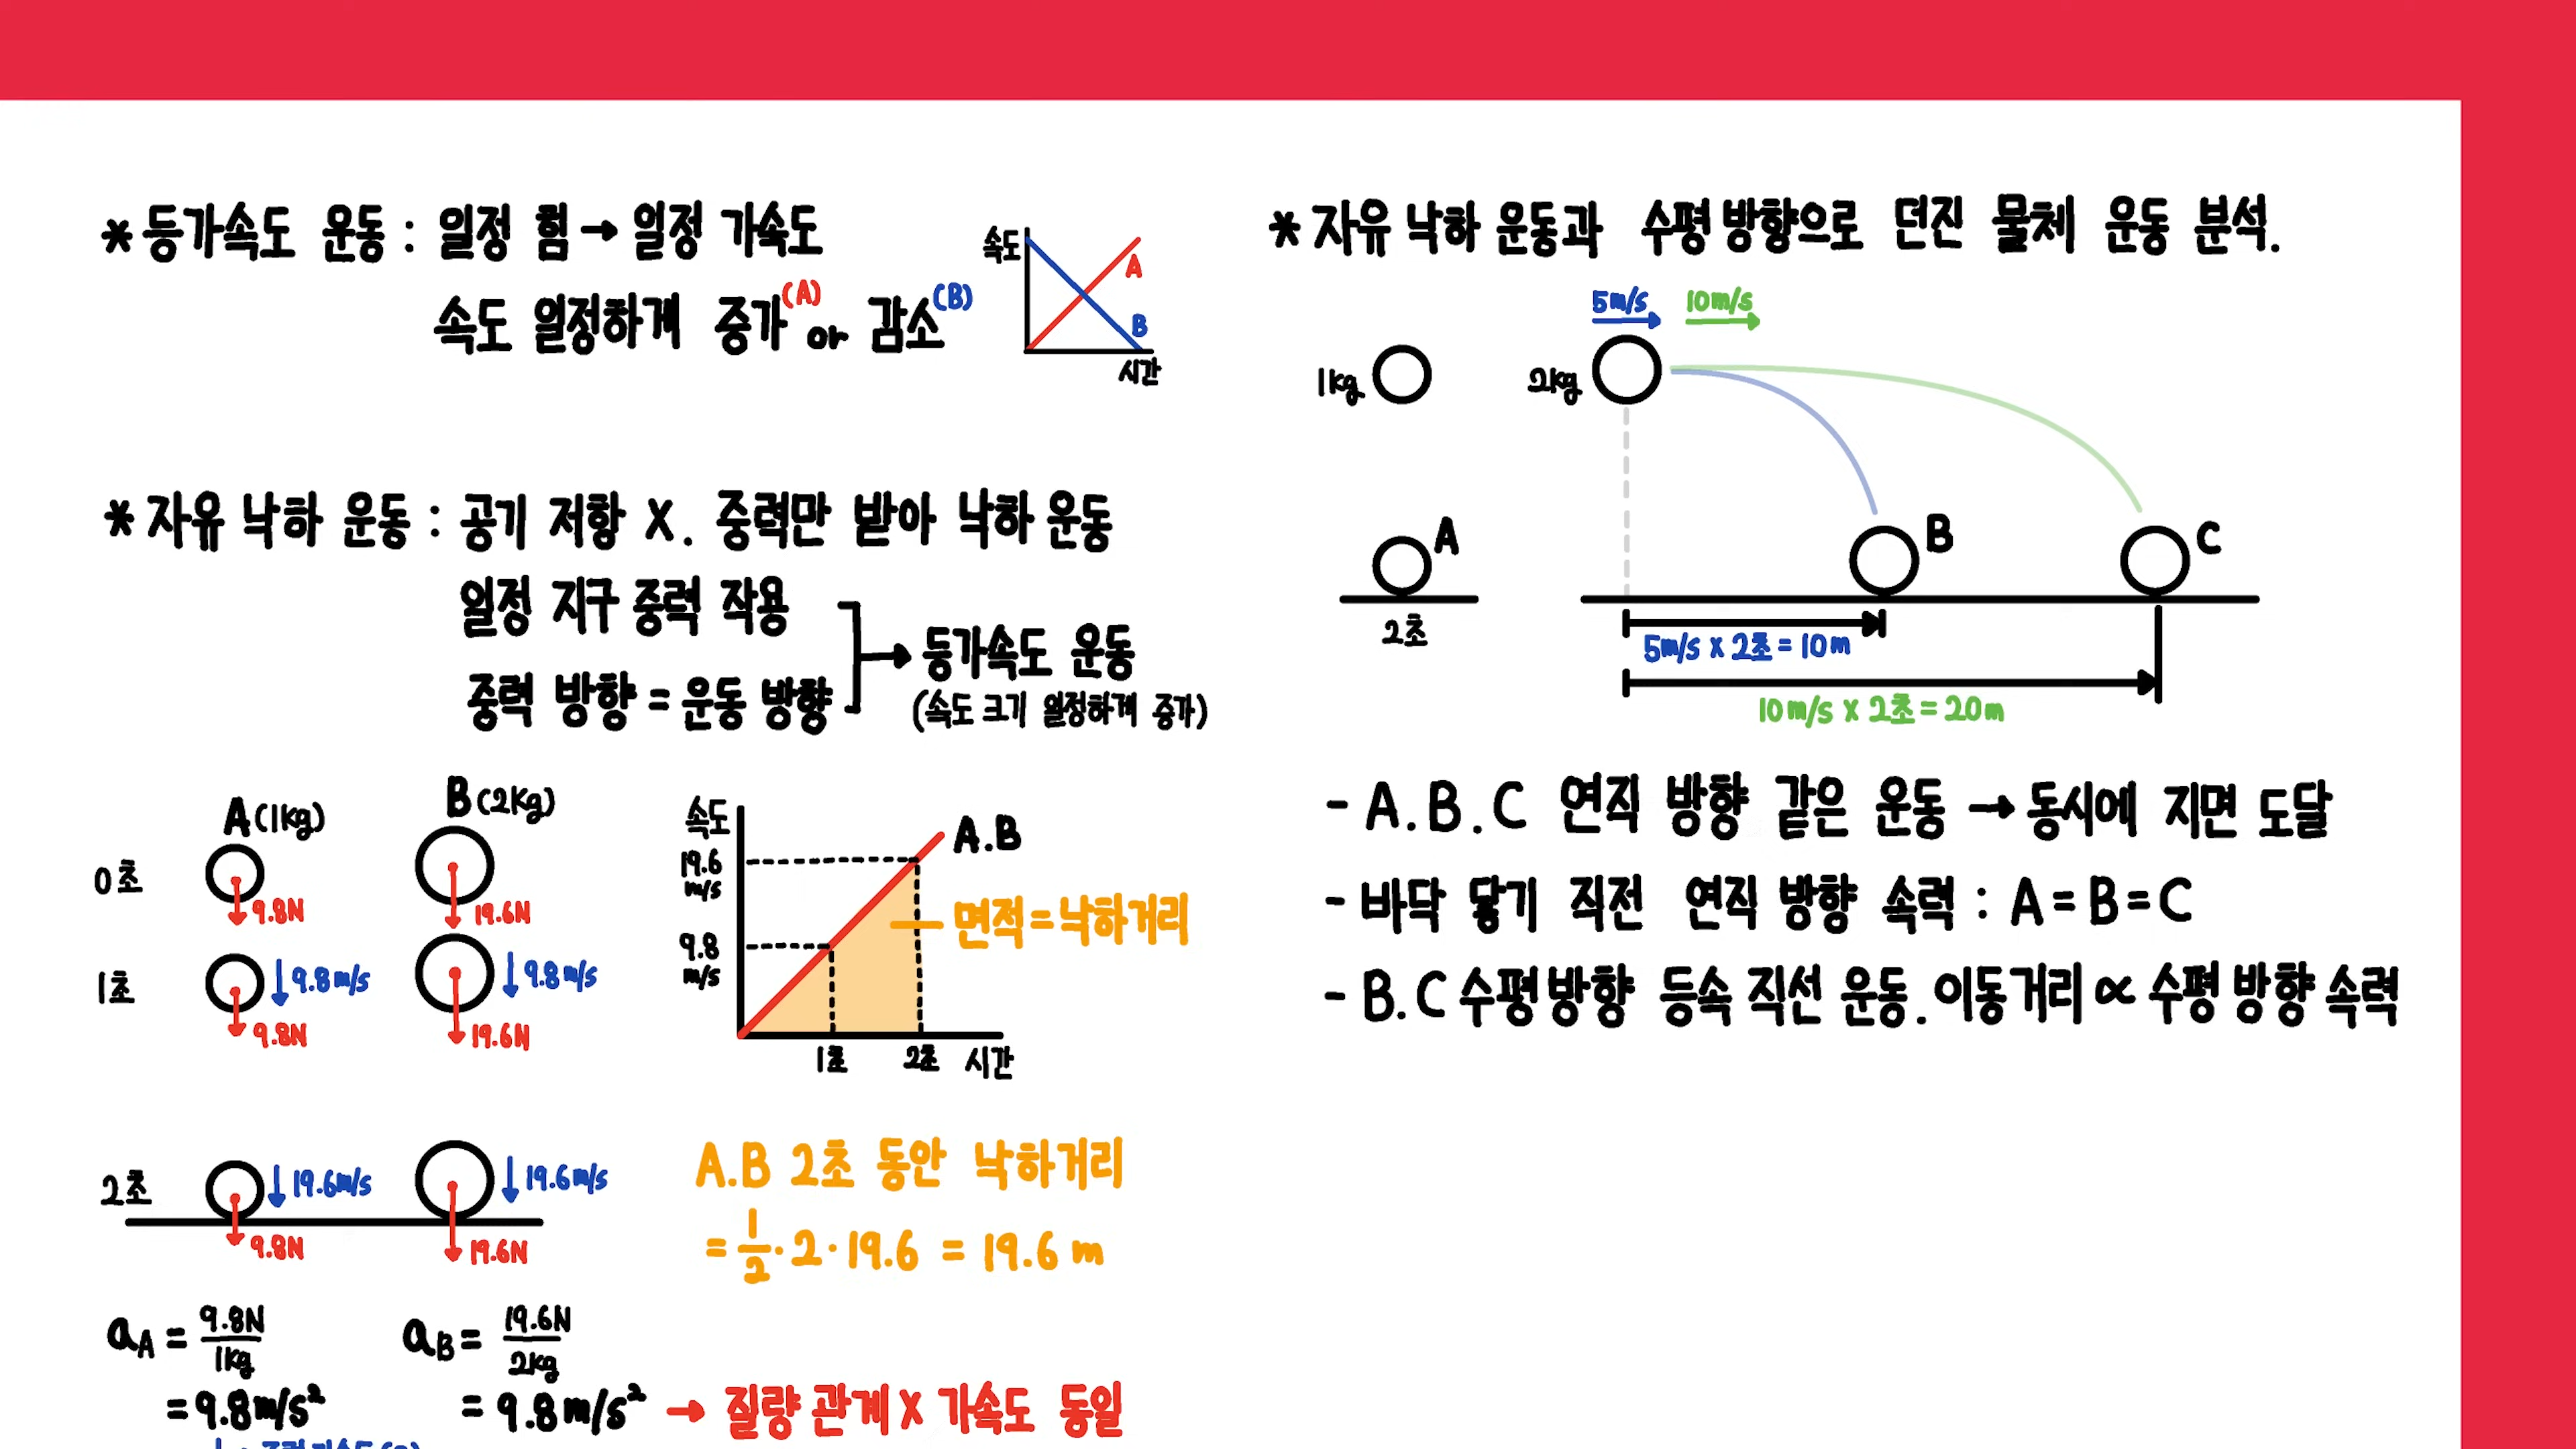 * 등가속도 운동 : 일정 힘 → 일정 가속도
속도 일정하게 증가(A) or 감소(B)
속도
A
B
시간
* 자유 낙하 운동 : 공기 저항 X. 중력만 받아 낙하 운동
일정 지구 중력 작용
중력 방향 = 운동 방향
→ 등가속도 운동
(속도 크기 일정하게 증가)
A (1kg)
B (2kg)
0초
9.8N
19.6N
1초
9.8m/s
9.8m/s
9.8N
19.6N
2초
19.6m/s
19.6m/s
9.8N
19.6N
속도
19.6
m/s
9.8
m/s
A.B
면적 = 낙하거리
1초
2초
시간
A.B 2초 동안 낙하거리
= 1/2 · 2 · 19.6 = 19.6 m
aA = 9.8N/1kg
= 9.8m/s²
aB = 19.6N/2kg
= 9.8m/s² → 질량 관계 X 가속도 동일
* 자유 낙하 운동과 수평 방향으로 던진 물체 운동 분석.
5m/s
10m/s
1kg
2kg
A
B
C
2초
5m/s x 2초 = 10m
10m/s x 2초 = 20m
- A.B.C 연직 방향 같은 운동 → 동시에 지면 도달
- 바닥 닿기 직전 연직 방향 속력 : A = B = C
- B.C 수평 방향 등속 직선 운동. 이동거리 ∝ 수평 방향 속력